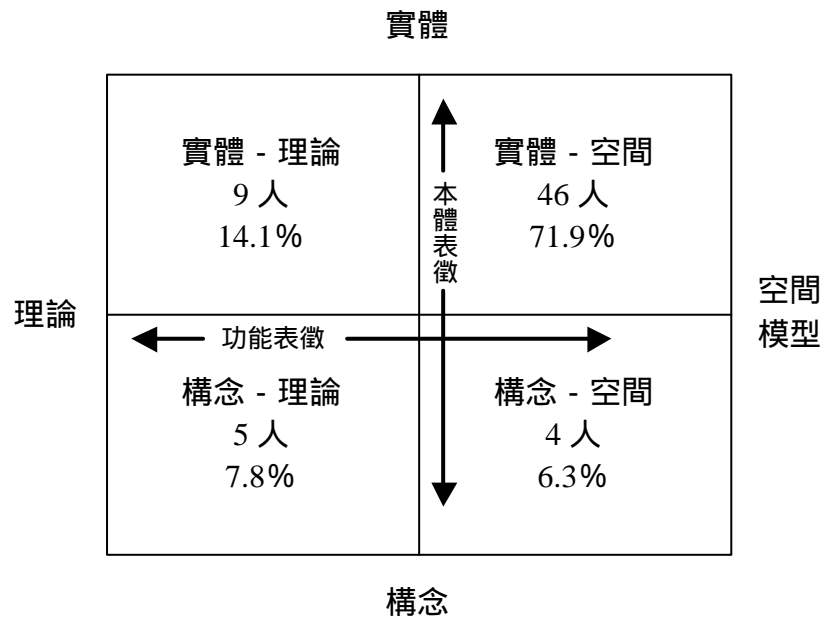 實體
實體 - 理論
9 人
14.1%
實體 - 空間
46 人
71.9%
本體表徵
理論
空間
模型
功能表徵
構念 - 理論
5 人
7.8%
構念 - 空間
4 人
6.3%
構念